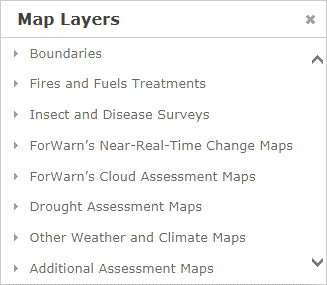 Map Layers
Boundaries
Fires and Fuels Treatments
Insect and Disease Surveys
ForWarn’s Near-Real-Time Change Maps
ForWarn’s Cloud Assessment Maps
Drought Assessment Maps
Other Weather and Climate Maps
Additional Assessment Maps